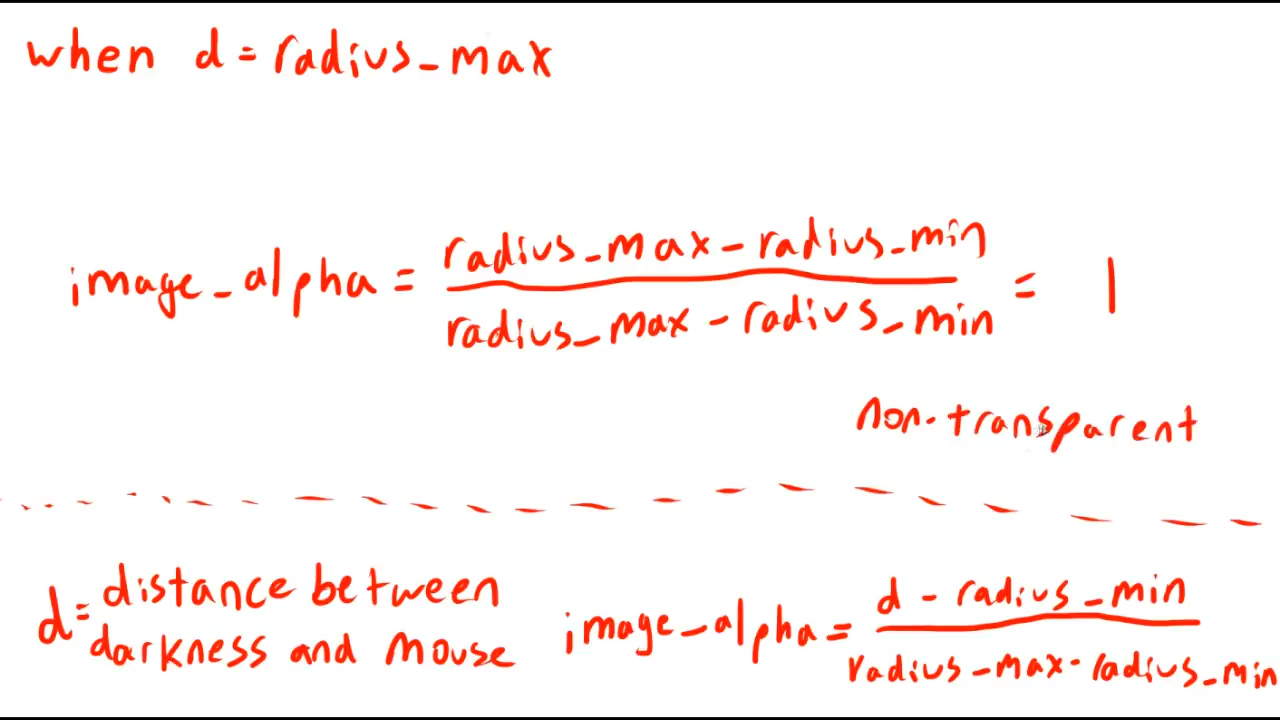 when d = radius_max
image_alpha = radius_max - radius_min / radius_max - radius_min = 1
non-transparent
d = distance between darkness and mouse
image_alpha = d - radius_min / radius_max - radius_min